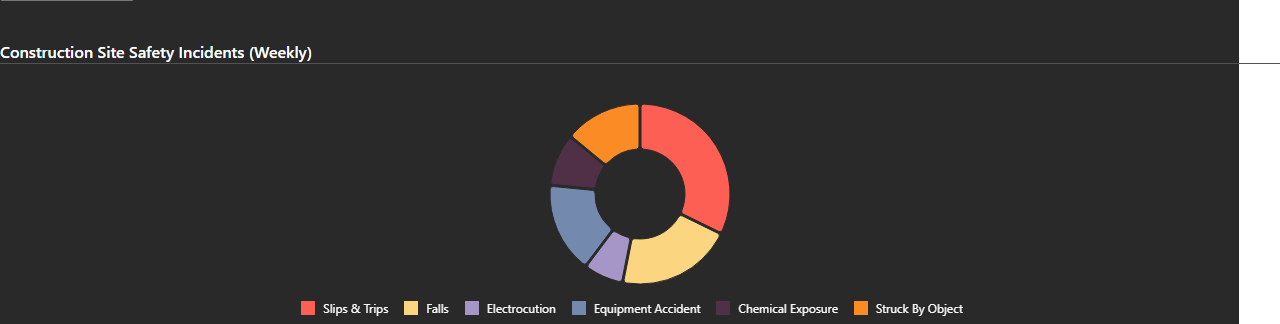 Construction Site Safety Incidents (Weekly)
Slips & Trips Falls Electrocution Equipment Accident Chemical Exposure Struck By Object